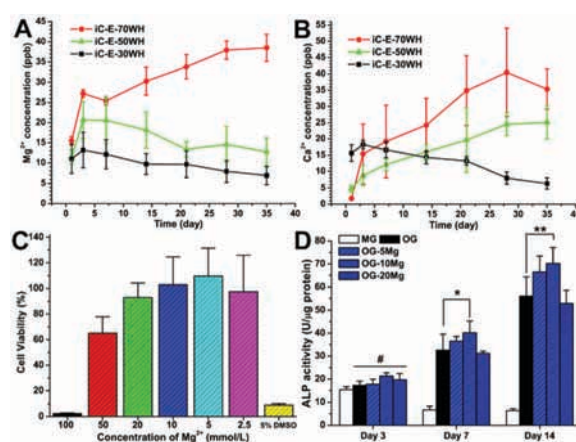 A
iC-E-70WH
iC-E-50WH
iC-E-30WH
Mg2+ concentration (ppb)
45
40
35
30
25
20
15
10
5
0
0 5 10 15 20 25 30 35 40
Time (day)
B
iC-E-70WH
iC-E-50WH
iC-E-30WH
Ca2+ concentration (ppb)
60
55
50
45
40
35
30
25
20
15
10
5
0
0 5 10 15 20 25 30 35 40
Time (day)
C
Cell Viability (%)
140
120
100
80
60
40
20
0
100 50 20 10 5 2.5 5% DMSO
Concentration of Mg2+ (mmol/L)
D
MG OG
OG-5Mg
OG-10Mg
OG-20Mg
ALP acitivity (U/μg protein)
80
70
60
50
40
30
20
10
0
#
*
**
Day 3 Day 7 Day 14